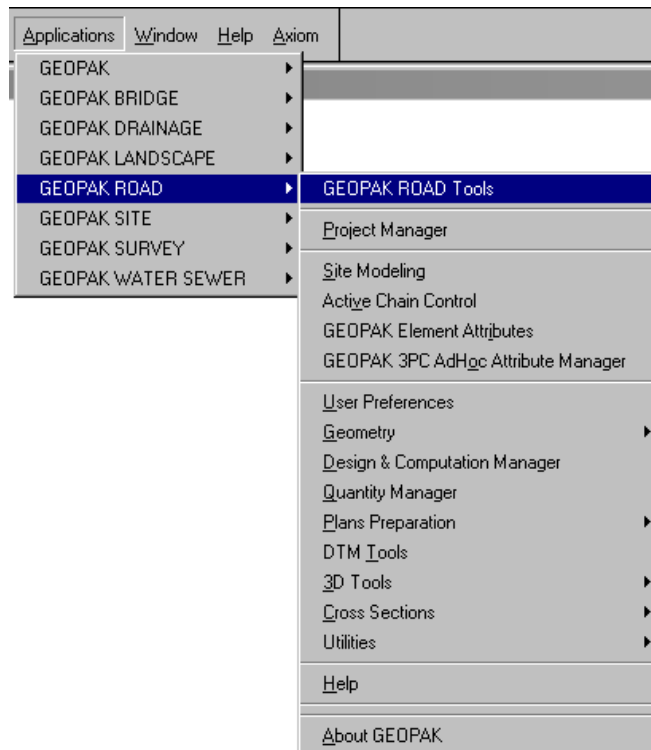 Applications Window Help Axiom
GEOPAK
GEOPAK BRIDGE
GEOPAK DRAINAGE
GEOPAK LANDSCAPE
GEOPAK ROAD
GEOPAK SITE
GEOPAK SURVEY
GEOPAK WATER SEWER
GEOPAK ROAD Tools
Project Manager
Site Modeling
Active Chain Control
GEOPAK Element Attributes
GEOPAK 3PC AdHoc Attribute Manager
User Preferences
Geometry
Design & Computation Manager
Quantity Manager
Plans Preparation
DTM Tools
3D Tools
Cross Sections
Utilities
Help
About GEOPAK